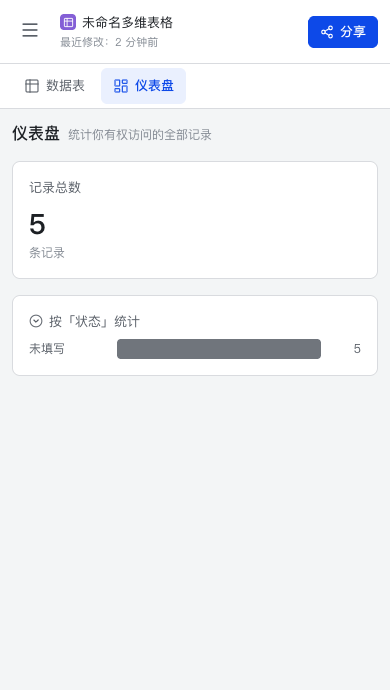 未命名多维表格
最近修改：2 分钟前
分享
数据表
仪表盘
仪表盘 统计你有权访问的全部记录
记录总数
5
条记录
按「状态」统计
未填写 5